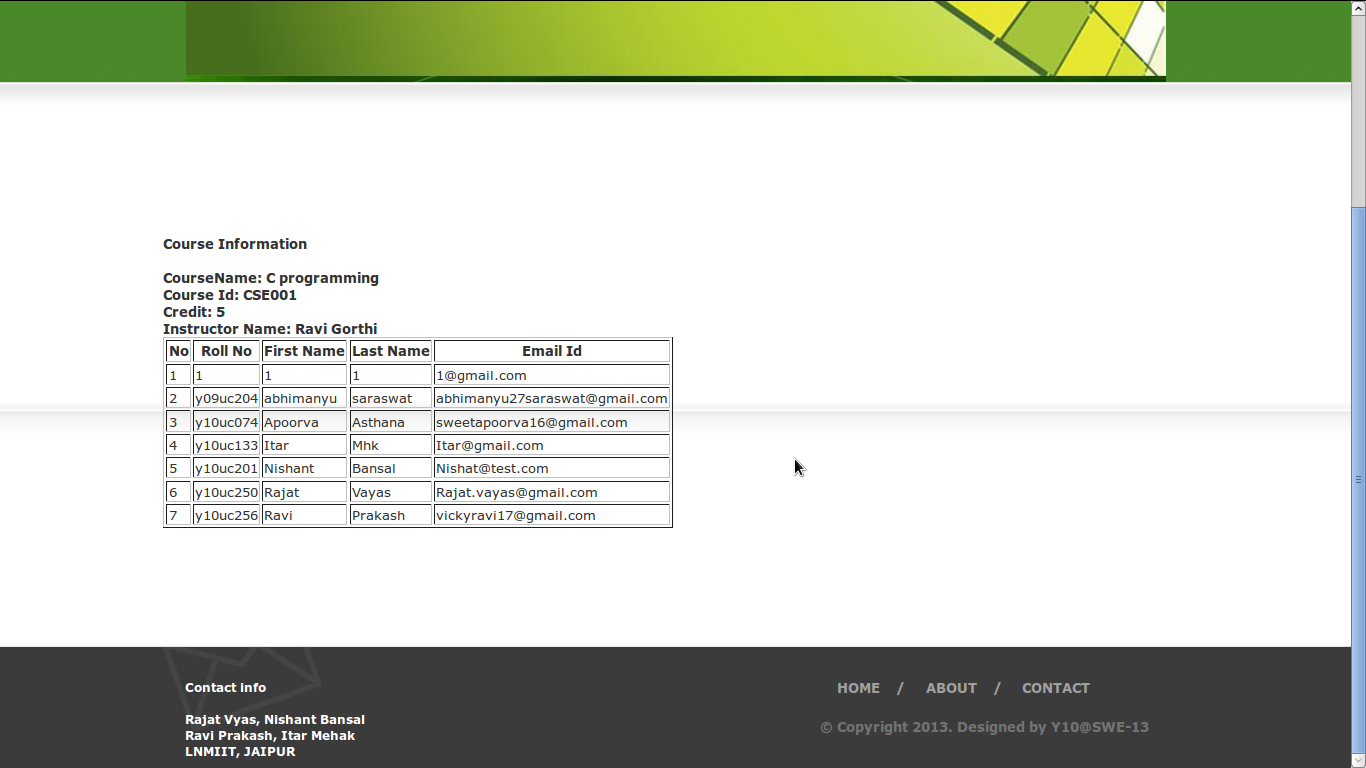 Course Information
CourseName: C programming
Course Id: CSE001
Credit: 5
Instructor Name: Ravi Gorthi
No Roll No First Name Last Name Email Id
1 1 1 1 1@gmail.com
2 y09uc204 abhimanyu saraswat abhimanyu27saraswat@gmail.com
3 y10uc074 Apoorva Asthana sweetapoorva16@gmail.com
4 y10uc133 Itar Mhk Itar@gmail.com
5 y10uc201 Nishant Bansal Nishat@test.com
6 y10uc250 Rajat Vayas Rajat.vayas@gmail.com
7 y10uc256 Ravi Prakash vickyravi17@gmail.com
Contact info
Rajat Vyas, Nishant Bansal
Ravi Prakash, Itar Mehak
LNMIIT, JAIPUR
HOME / ABOUT / CONTACT
© Copyright 2013. Designed by Y10@SWE-13